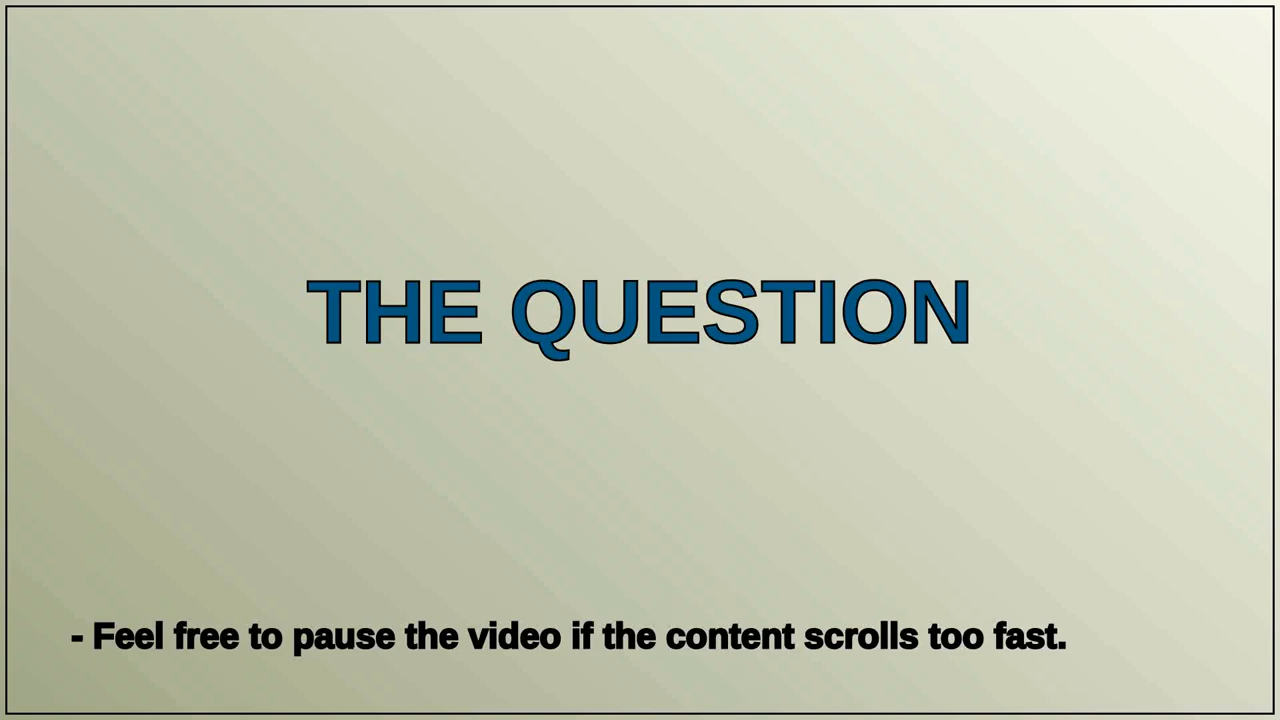 THE QUESTION
- Feel free to pause the video if the content scrolls too fast.